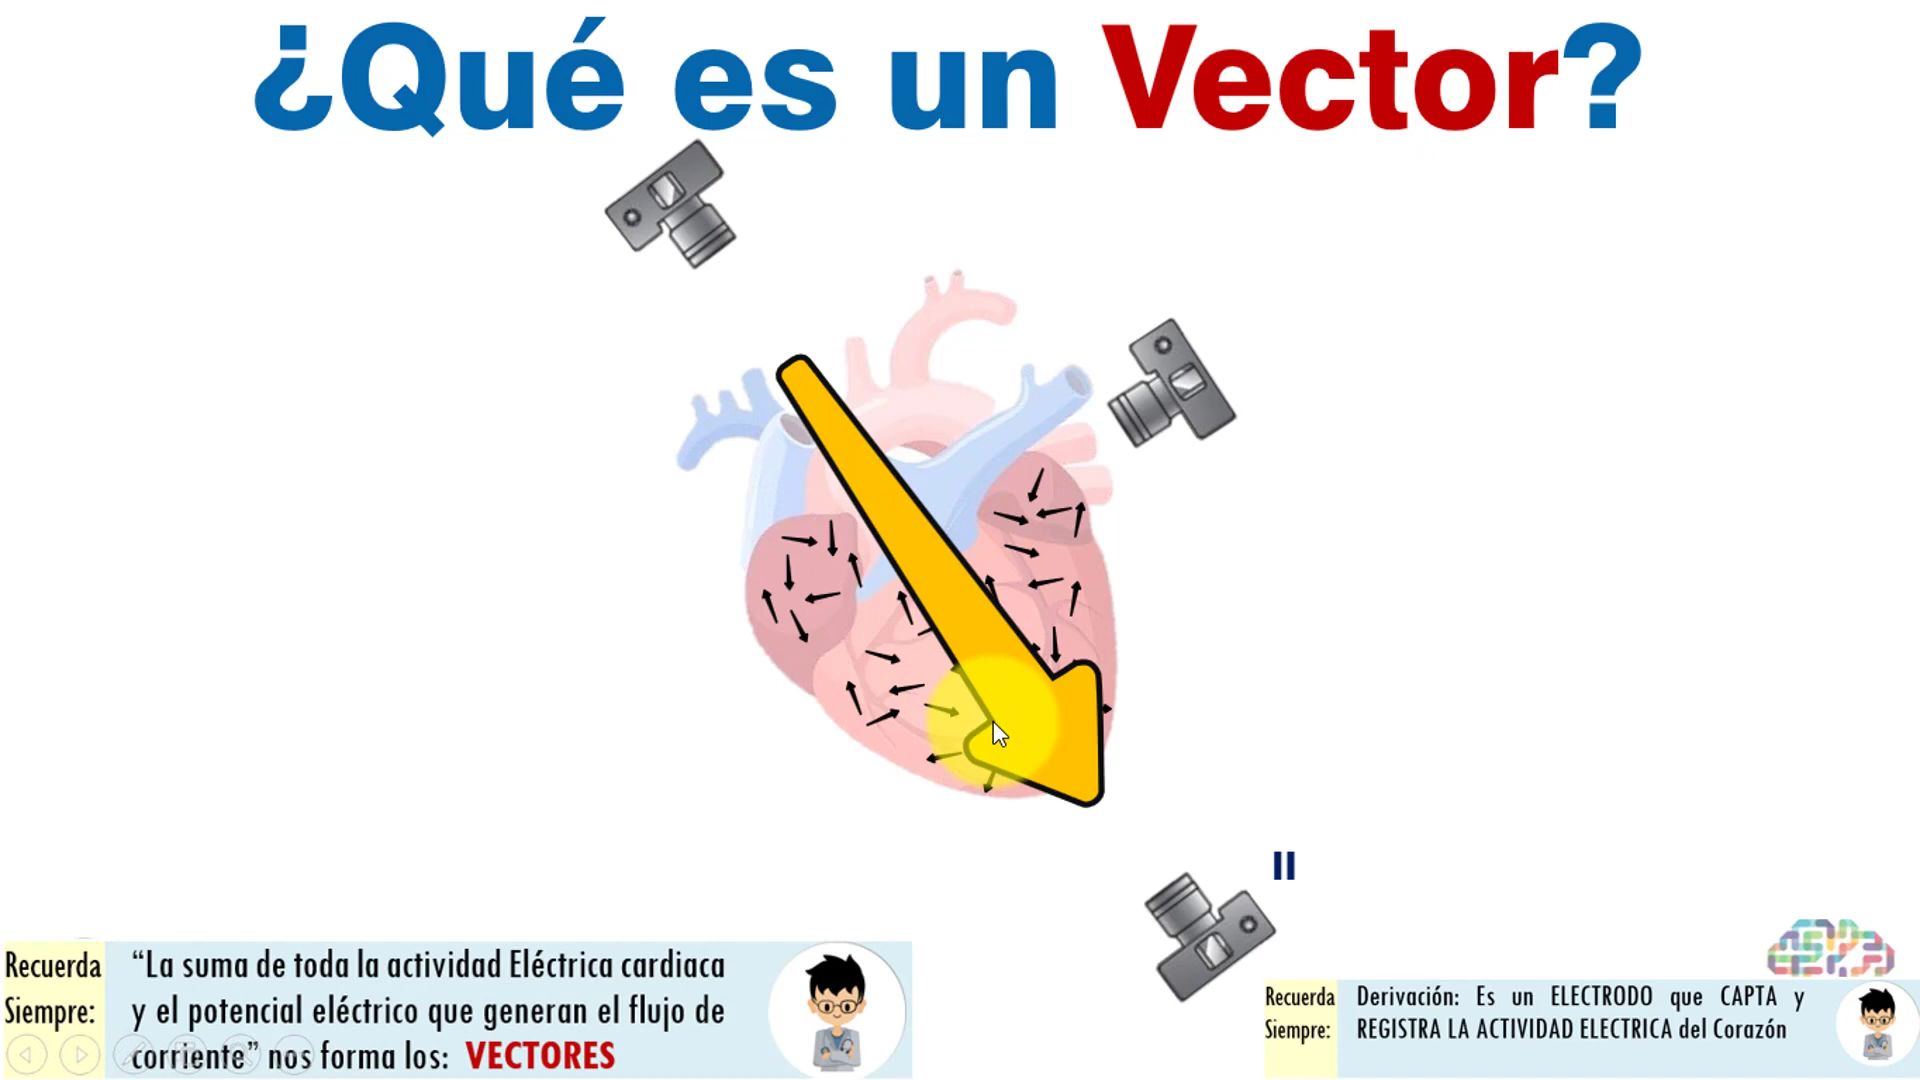 ¿Qué es un Vector?
II
Recuerda
Siempre:
“La suma de toda la actividad Eléctrica cardiaca
y el potencial eléctrico que generan el flujo de
corriente” nos forma los: VECTORES
Recuerda
Siempre:
Derivación: Es un ELECTRODO que CAPTA y
REGISTRA LA ACTIVIDAD ELECTRICA del Corazón